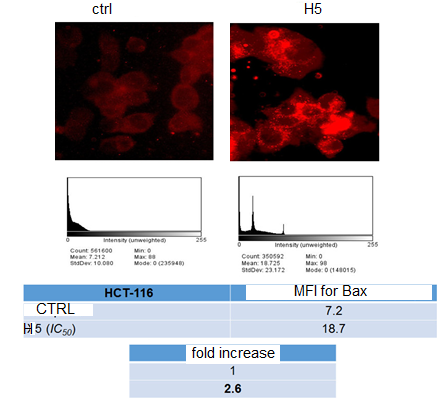 ctrl H5
0 255
Intensity (unweighted)
Count: 561600 Min: 0
Mean: 7.212 Max: 88
StdDev: 10.080 Mode: 0 (235948)
0 255
Intensity (unweighted)
Count: 350592 Min: 0
Mean: 18.725 Max: 98
StdDev: 23.172 Mode: 0 (148015)
HCT-116 MFI for Bax
CTRL 7.2
H5 (IC50) 18.7
fold increase
1
2.6